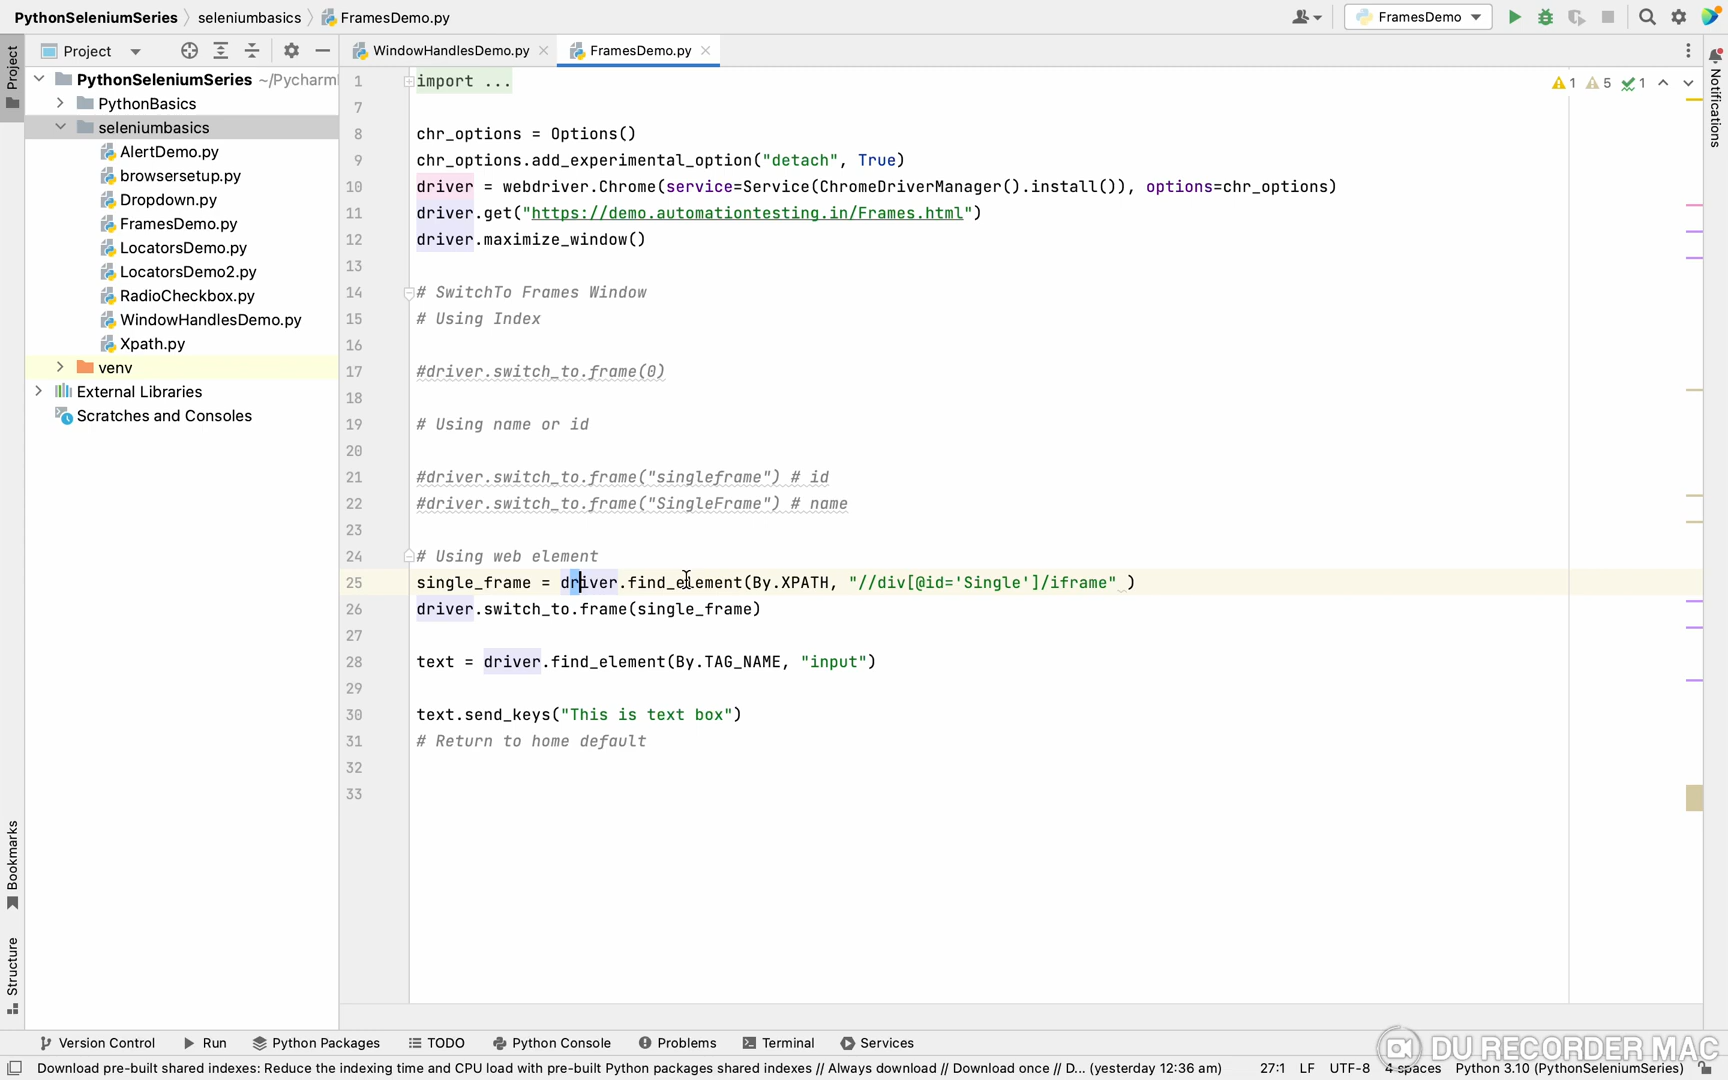 PythonSeleniumSeries seleniumbasics FramesDemo.py FramesDemo
Project WindowHandlesDemo.py FramesDemo.py
Project
Notifications
PythonSeleniumSeries ~/Pycharml
PythonBasics
seleniumbasics
AlertDemo.py
browsersetup.py
Dropdown.py
FramesDemo.py
LocatorsDemo.py
LocatorsDemo2.py
RadioCheckbox.py
WindowHandlesDemo.py
Xpath.py
venv
External Libraries
Scratches and Consoles
1 import ... 1 5 1
7
8 chr_options = Options()
9 chr_options.add_experimental_option("detach", True)
10 driver = webdriver.Chrome(service=Service(ChromeDriverManager().install()), options=chr_options)
11 driver.get("https://demo.automationtesting.in/Frames.html")
12 driver.maximize_window()
13
14 # SwitchTo Frames Window
15 # Using Index
16
17 #driver.switch_to.frame(0)
18
19 # Using name or id
20
21 #driver.switch_to.frame("singleframe") # id
22 #driver.switch_to.frame("SingleFrame") # name
23
24 # Using web element
25 single_frame = driver.find_element(By.XPATH, "//div[@id='Single']/iframe" )
26 driver.switch_to.frame(single_frame)
27
28 text = driver.find_element(By.TAG_NAME, "input")
29
30 text.send_keys("This is text box")
31 # Return to home default
32
33
Bookmarks
Structure
Version Control Run Python Packages TODO Python Console Problems Terminal Services
DU RECORDER MAC
Download pre-built shared indexes: Reduce the indexing time and CPU load with pre-built Python packages shared indexes // Always download // Download once // D... (yesterday 12:36 am) 27:1 LF UTF-8 4 spaces Python 3.10 (PythonSeleniumSeries)